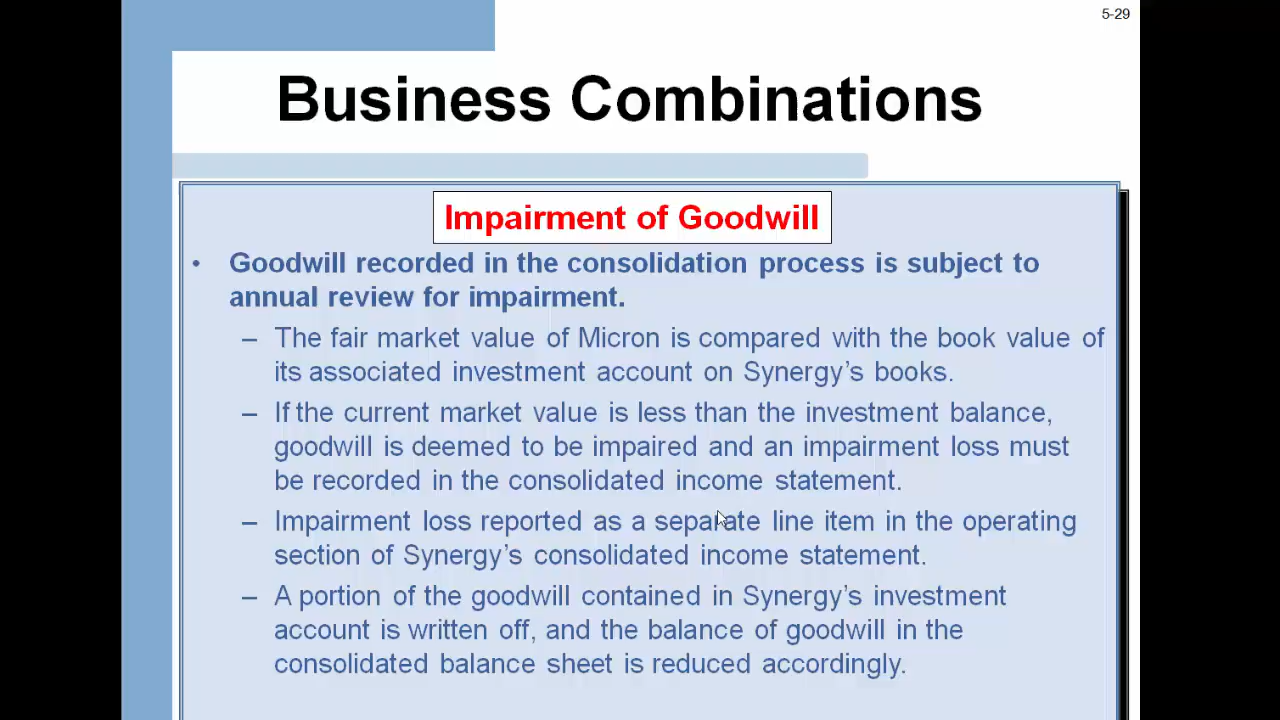 5-29
Business Combinations
Impairment of Goodwill
• Goodwill recorded in the consolidation process is subject to
annual review for impairment.
– The fair market value of Micron is compared with the book value of
its associated investment account on Synergy’s books.
– If the current market value is less than the investment balance,
goodwill is deemed to be impaired and an impairment loss must
be recorded in the consolidated income statement.
– Impairment loss reported as a separate line item in the operating
section of Synergy’s consolidated income statement.
– A portion of the goodwill contained in Synergy’s investment
account is written off, and the balance of goodwill in the
consolidated balance sheet is reduced accordingly.